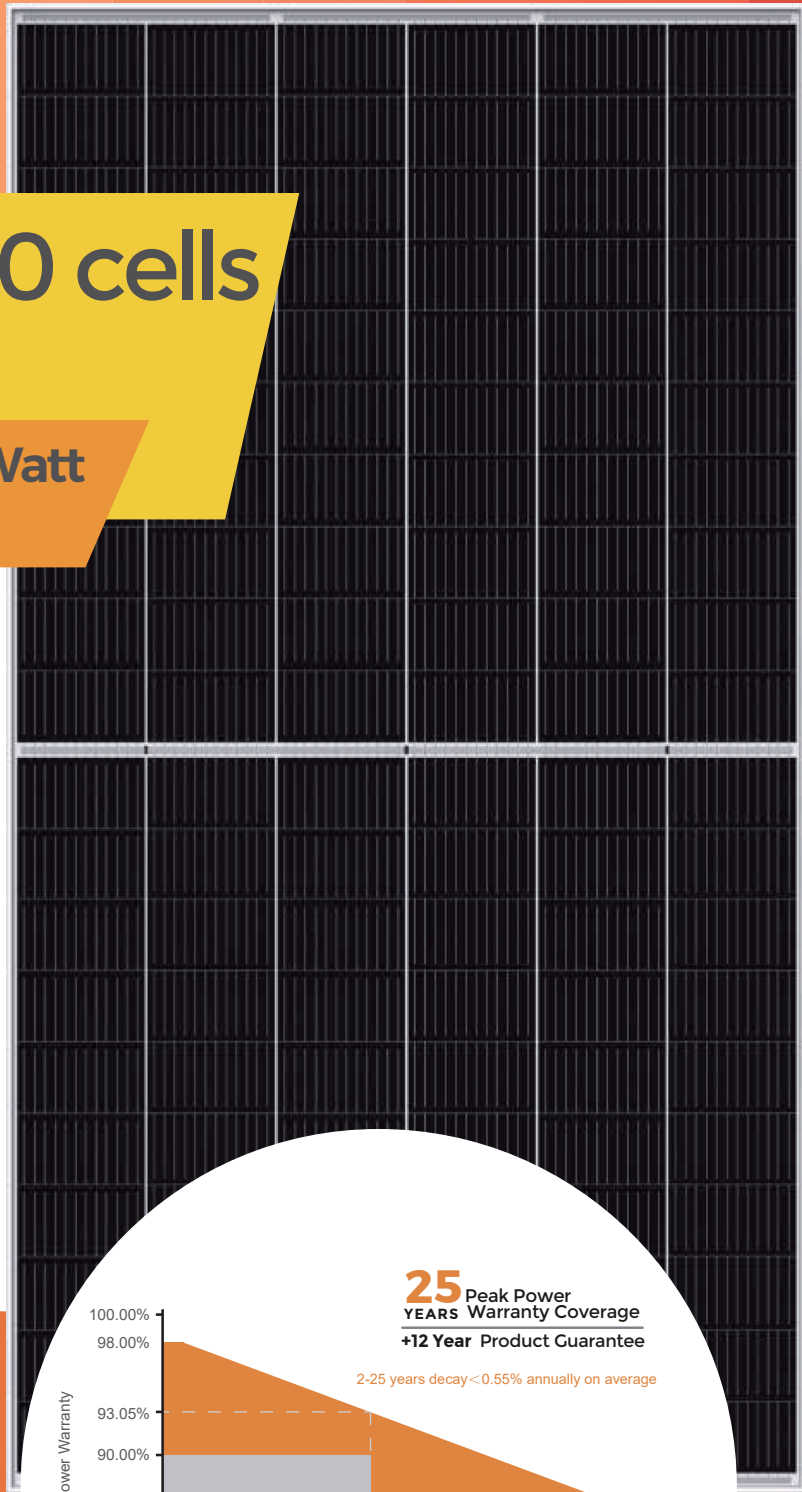 0 cells
Watt
25 Peak Power
YEARS Warranty Coverage
+12 Year Product Guarantee
2-25 years decay<0.55% annually on average
100.00%
98.00%
93.05%
90.00%
ower Warranty